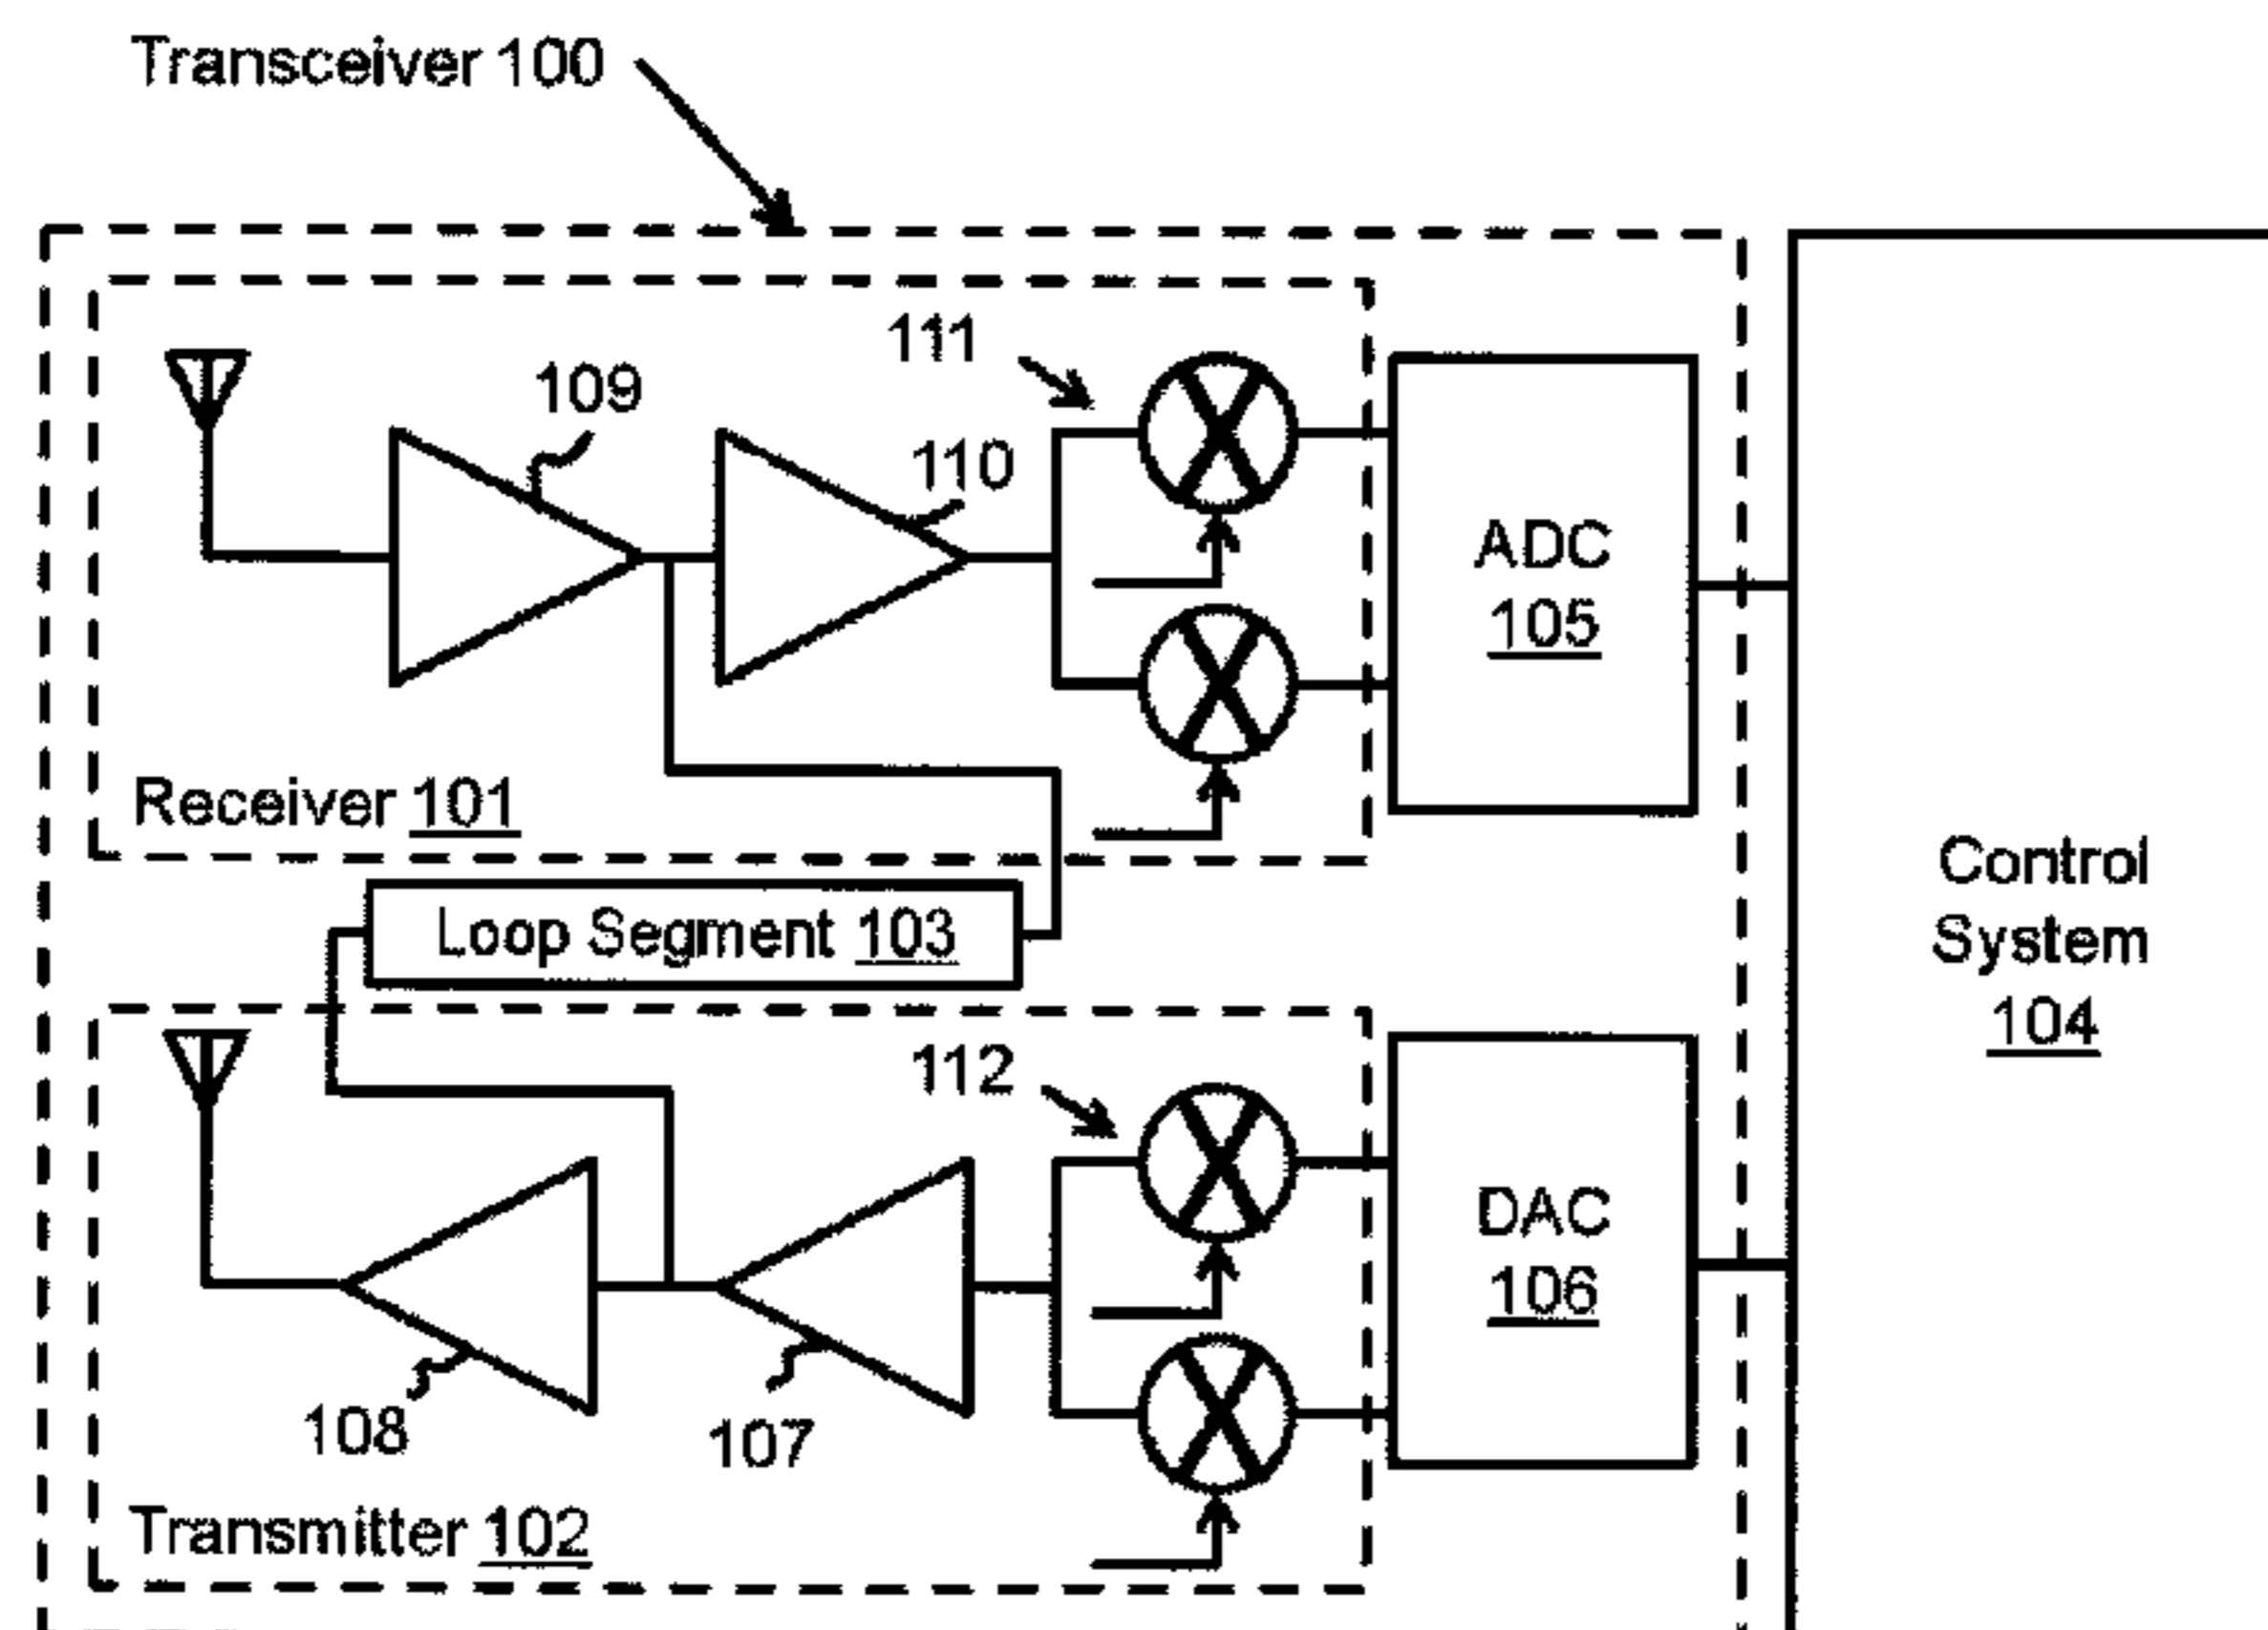 Transceiver 100
111
109
110
ADC
105
Receiver 101
Control
System
104
Loop Segment 103
112
DAC
106
108
107
Transmitter 102